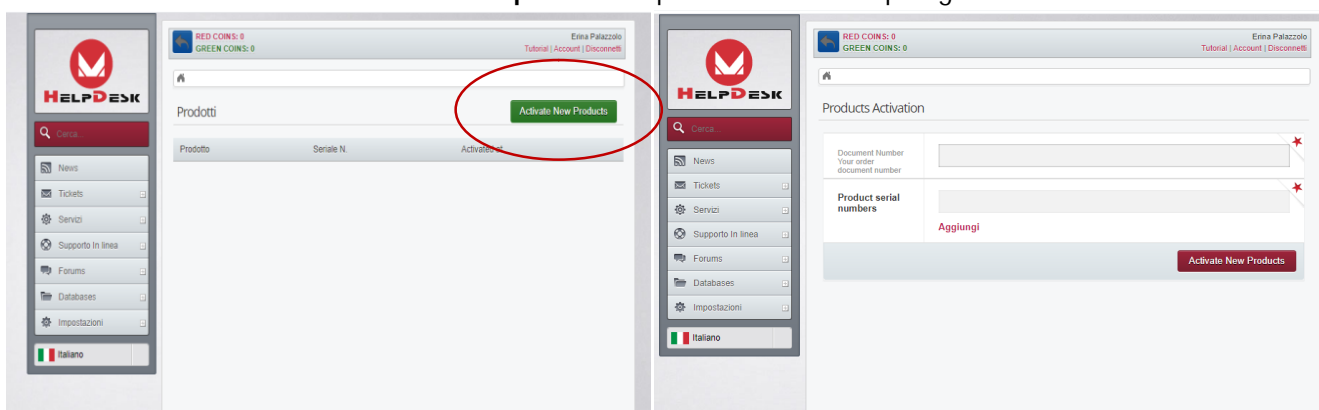 RED COINS: 0
GREEN COINS: 0
Erina Palazzolo
Tutorial | Account | Disconnetti
HELPDESK
Prodotti
Activate New Products
Cerca...
Prodotto Seriale N. Activated at
News
Tickets
Servizi
Supporto In linea
Forums
Databases
Impostazioni
Italiano
RED COINS: 0
GREEN COINS: 0
Erina Palazzolo
Tutorial | Account | Disconnetti
HELPDESK
Products Activation
Cerca...
Document Number
Your order
document number
Product serial
numbers
Aggiungi
Activate New Products
News
Tickets
Servizi
Supporto In linea
Forums
Databases
Impostazioni
Italiano